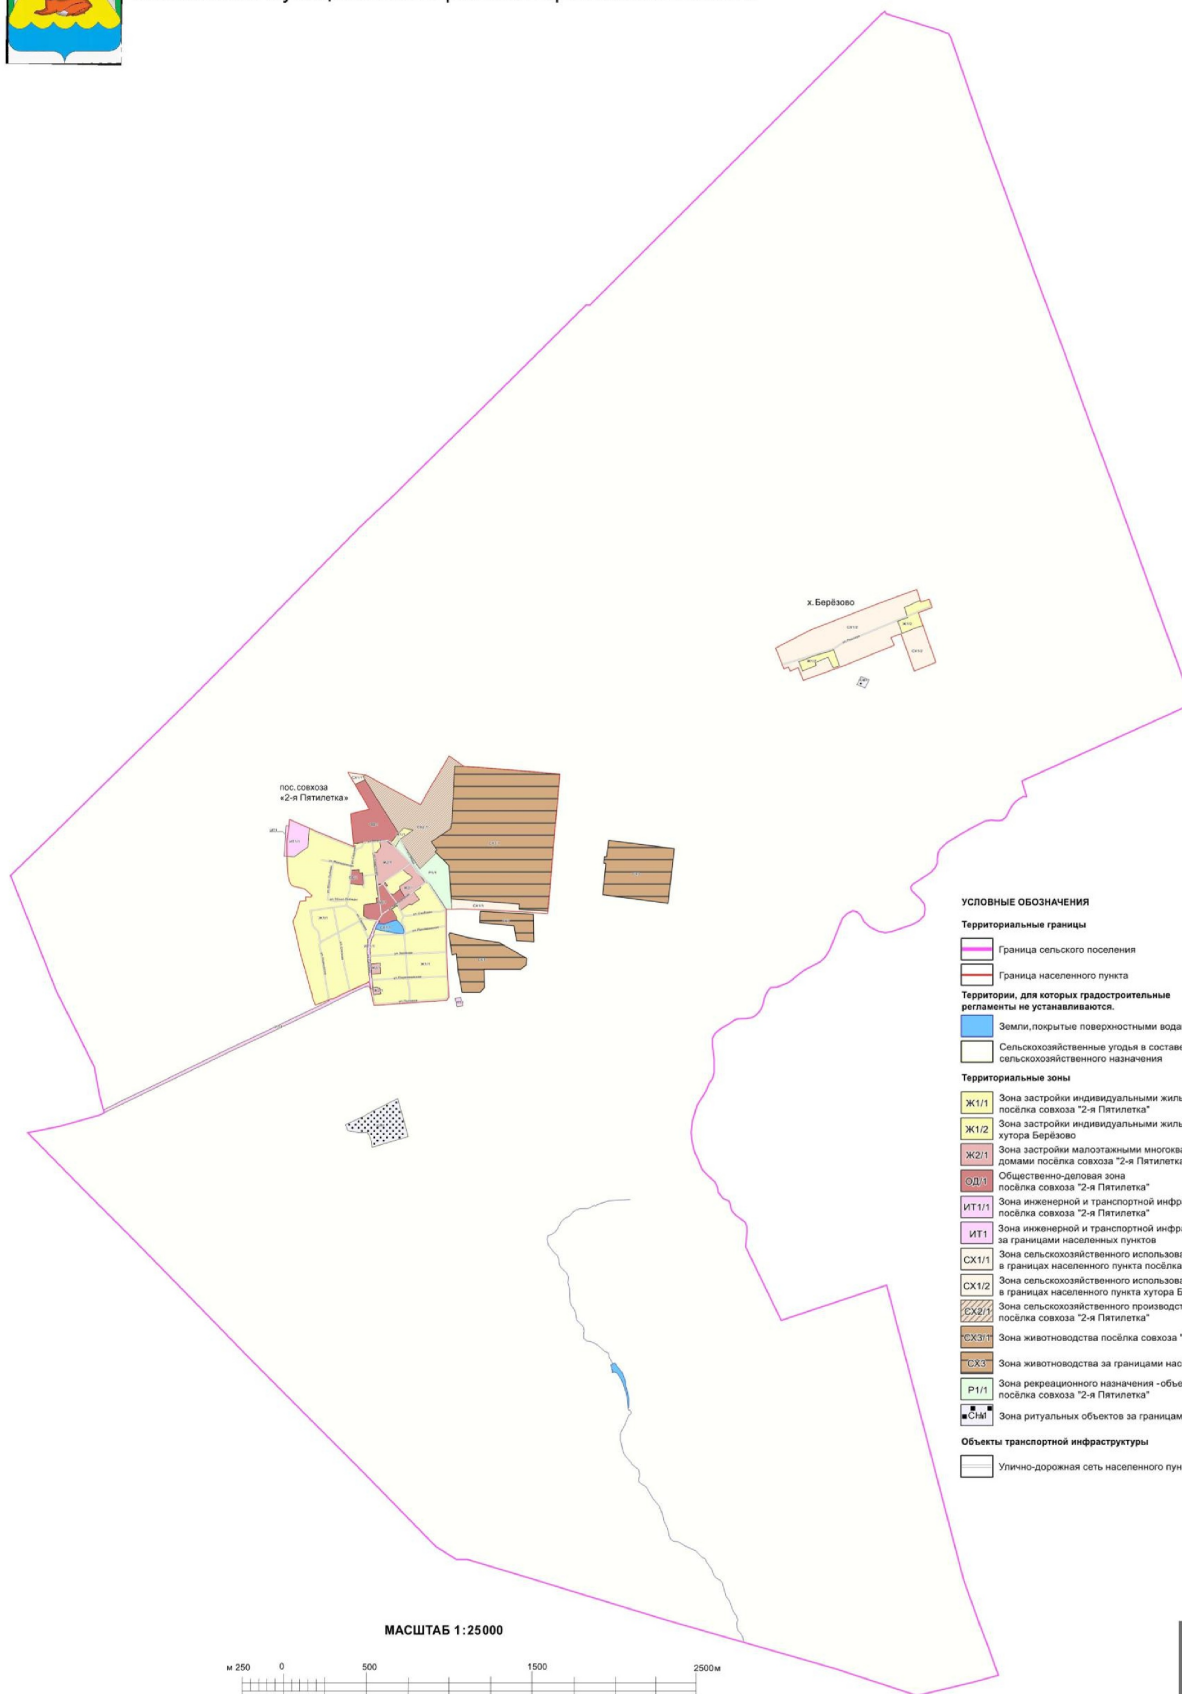 х. Берёзово
пос. совхоза
«2-я Пятилетка»
УСЛОВНЫЕ ОБОЗНАЧЕНИЯ
Территориальные границы
Граница сельского поселения
Граница населенного пункта
Территории, для которых градостроительные
регламенты не устанавливаются.
Земли, покрытые поверхностными вода
Сельскохозяйственные угодья в составе
сельскохозяйственного назначения
Территориальные зоны
Ж1/1 Зона застройки индивидуальными жиль
посёлка совхоза "2-я Пятилетка"
Ж1/2 Зона застройки индивидуальными жиль
хутора Берёзово
Ж2/1 Зона застройки малоэтажными многоква
домами посёлка совхоза "2-я Пятилетка
ОД/1 Общественно-деловая зона
посёлка совхоза "2-я Пятилетка"
ИТ1/1 Зона инженерной и транспортной инфра
посёлка совхоза "2-я Пятилетка"
ИТ1 Зона инженерной и транспортной инфра
за границами населенных пунктов
СХ1/1 Зона сельскохозяйственного использова
в границах населенного пункта посёлка
СХ1/2 Зона сельскохозяйственного использова
в границах населенного пункта хутора Б
СХ2/1 Зона сельскохозяйственного производст
посёлка совхоза "2-я Пятилетка"
СХ3/1 Зона животноводства посёлка совхоза "
СХ3 Зона животноводства за границами нас
Р1/1 Зона рекреационного назначения -объе
посёлка совхоза "2-я Пятилетка"
Зона ритуальных объектов за границам
Объекты транспортной инфраструктуры
Улично-дорожная сеть населенного пун
МАСШТАБ 1:25000
м 250 0 500 1500 2500м